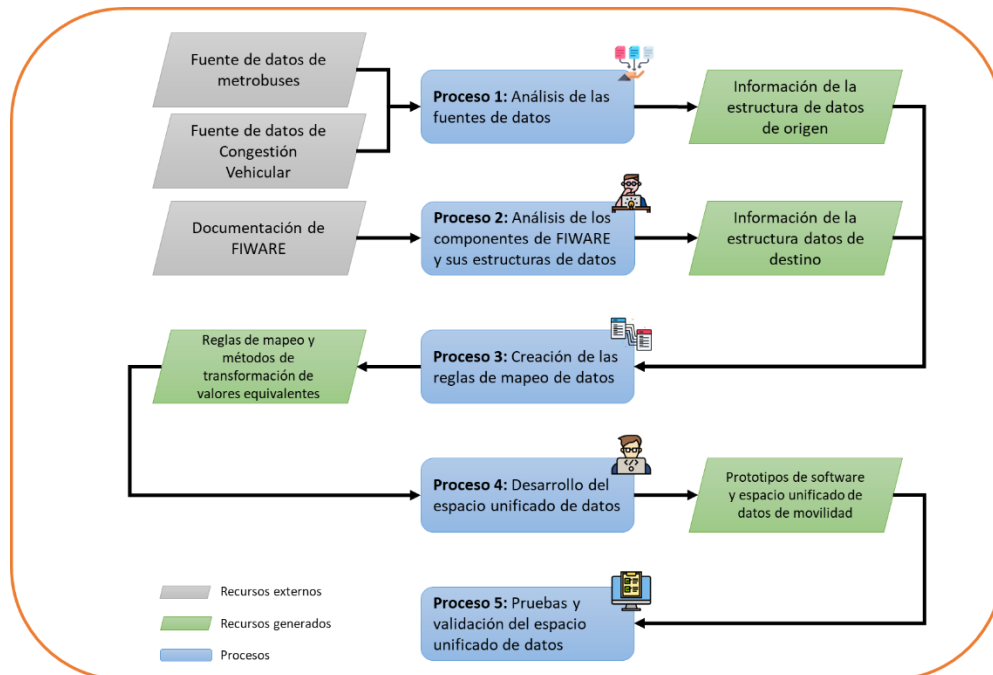 Fuente de datos de
metrobuses
Proceso 1: Análisis de las
fuentes de datos
Información de la
estructura de datos
de origen
Fuente de datos de
Congestión
Vehicular
Documentación de
FIWARE
Proceso 2: Análisis de los
componentes de FIWARE
y sus estructuras de datos
Información de la
estructura datos de
destino
Reglas de mapeo y
métodos de
transformación de
valores equivalentes
Proceso 3: Creación de las
reglas de mapeo de datos
Proceso 4: Desarrollo del
espacio unificado de datos
Prototipos de software
y espacio unificado de
datos de movilidad
Proceso 5: Pruebas y
validación del espacio
unificado de datos
Recursos externos
Recursos generados
Procesos